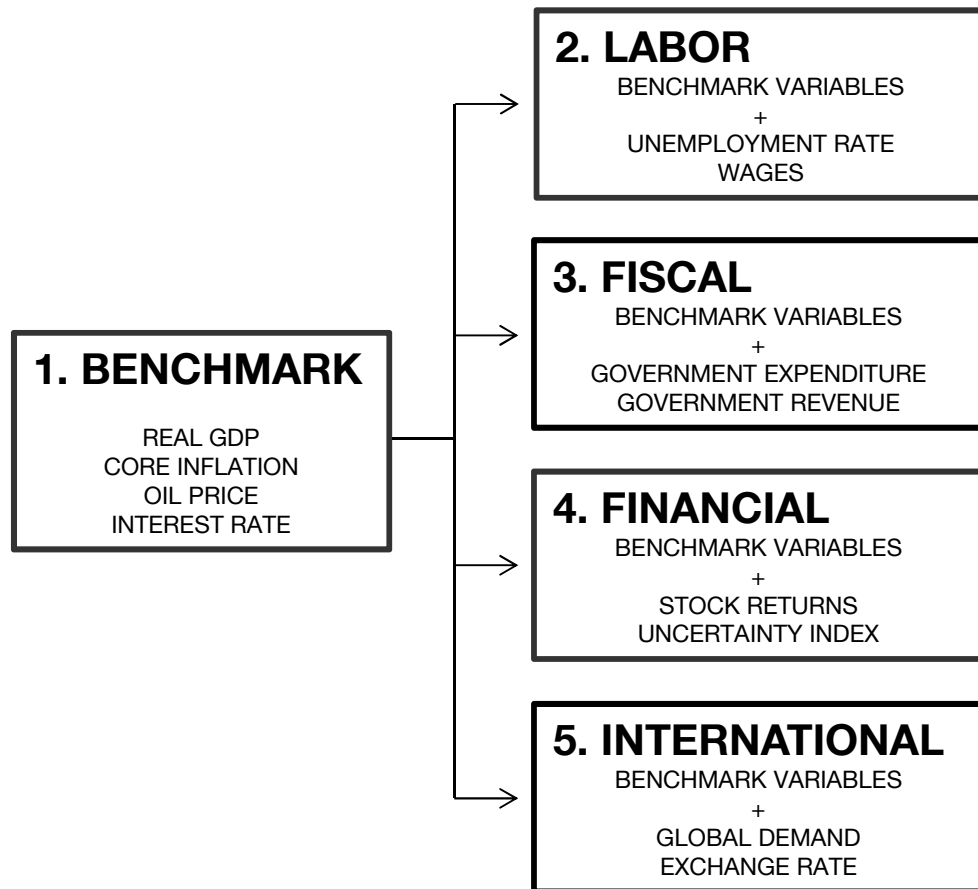 1. BENCHMARK
REAL GDP
CORE INFLATION
OIL PRICE
INTEREST RATE
2. LABOR
BENCHMARK VARIABLES
+
UNEMPLOYMENT RATE
WAGES
3. FISCAL
BENCHMARK VARIABLES
+
GOVERNMENT EXPENDITURE
GOVERNMENT REVENUE
4. FINANCIAL
BENCHMARK VARIABLES
+
STOCK RETURNS
UNCERTAINTY INDEX
5. INTERNATIONAL
BENCHMARK VARIABLES
+
GLOBAL DEMAND
EXCHANGE RATE